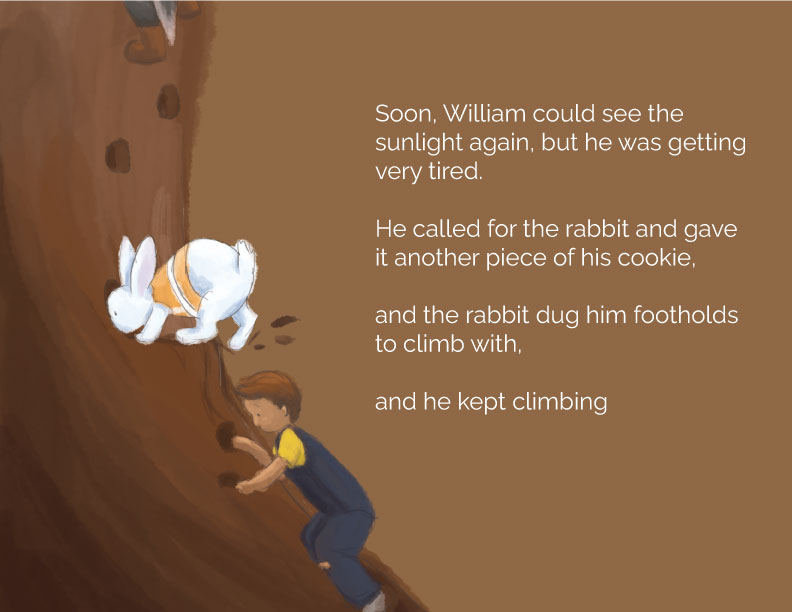 Soon, William could see the
sunlight again, but he was getting
very tired.
He called for the rabbit and gave
it another piece of his cookie,
and the rabbit dug him footholds
to climb with,
and he kept climbing